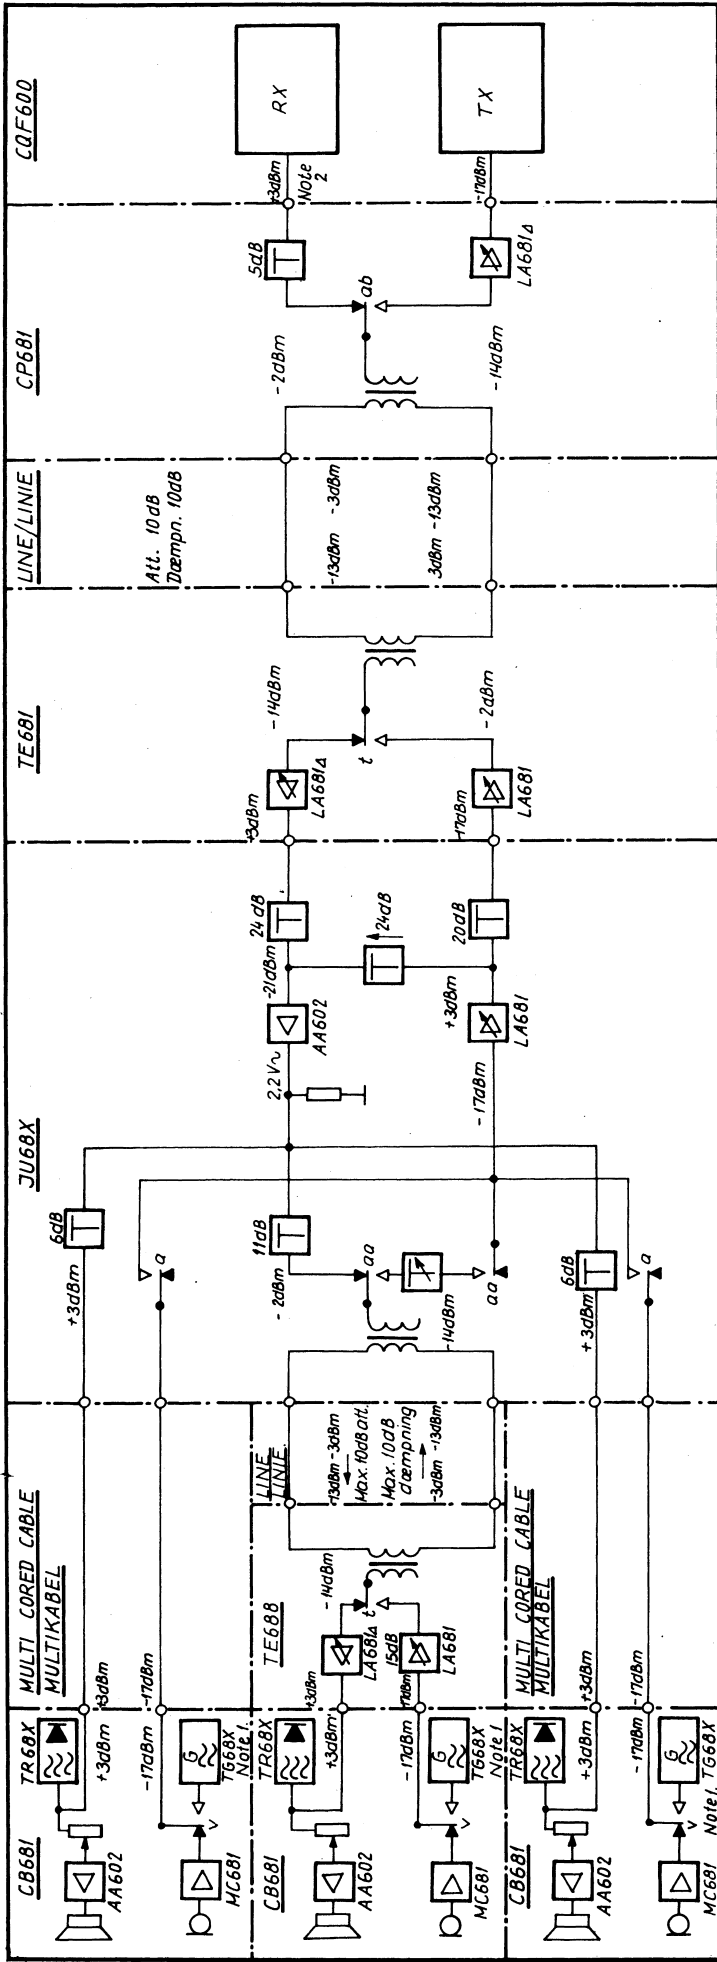 CB681
TR68X
AA602
+3dBm
+3dBm
MULTI CORED CABLE
MULTIKABEL
-17dBm
-17dBm
G
TG68X
Note 1.
v
MC681
CB681
TR68X
AA602
+3dBm
+3dBm
-17dBm
-17dBm
G
TG68X
Note 1
v
MC681
TE688
-14dBm
LA681Δ
t
15dB
LA681
LINE
LINIE
-13dBm -3dBm
Max.10dB att.
Max. 10dB
dæmpning
-3dBm -13dBm
CB681
TR68X
AA602
+3dBm
+3dBm
MULTI CORED CABLE
MULTIKABEL
-17dBm
-17dBm
G
TG68X
Note 1.
v
MC681
JU68X
+3dBm
6dB
a
-2dBm
11dB
aa
-14dBm
aa
+3dBm
6dB
a
2,2V~
AA602
-21dBm
24dB
24dB
-17dBm
LA681
+3dBm
20dB
TE681
+3dBm
LA681Δ
-14dBm
t
-17dBm
LA681
-2dBm
LINE/LINIE
Att. 10dB
Dæmpn. 10dB
-13dBm -3dBm
3dBm -13dBm
CP681
-2dBm
5dB
ab
-14dBm
LA681Δ
CQF600
+3dBm
Note
2
RX
-17dBm
TX